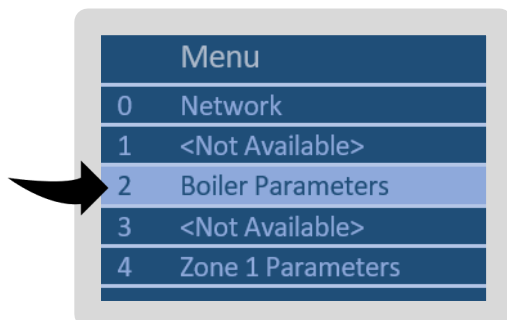 Menu
0 Network
1 <Not Available>
2 Boiler Parameters
3 <Not Available>
4 Zone 1 Parameters